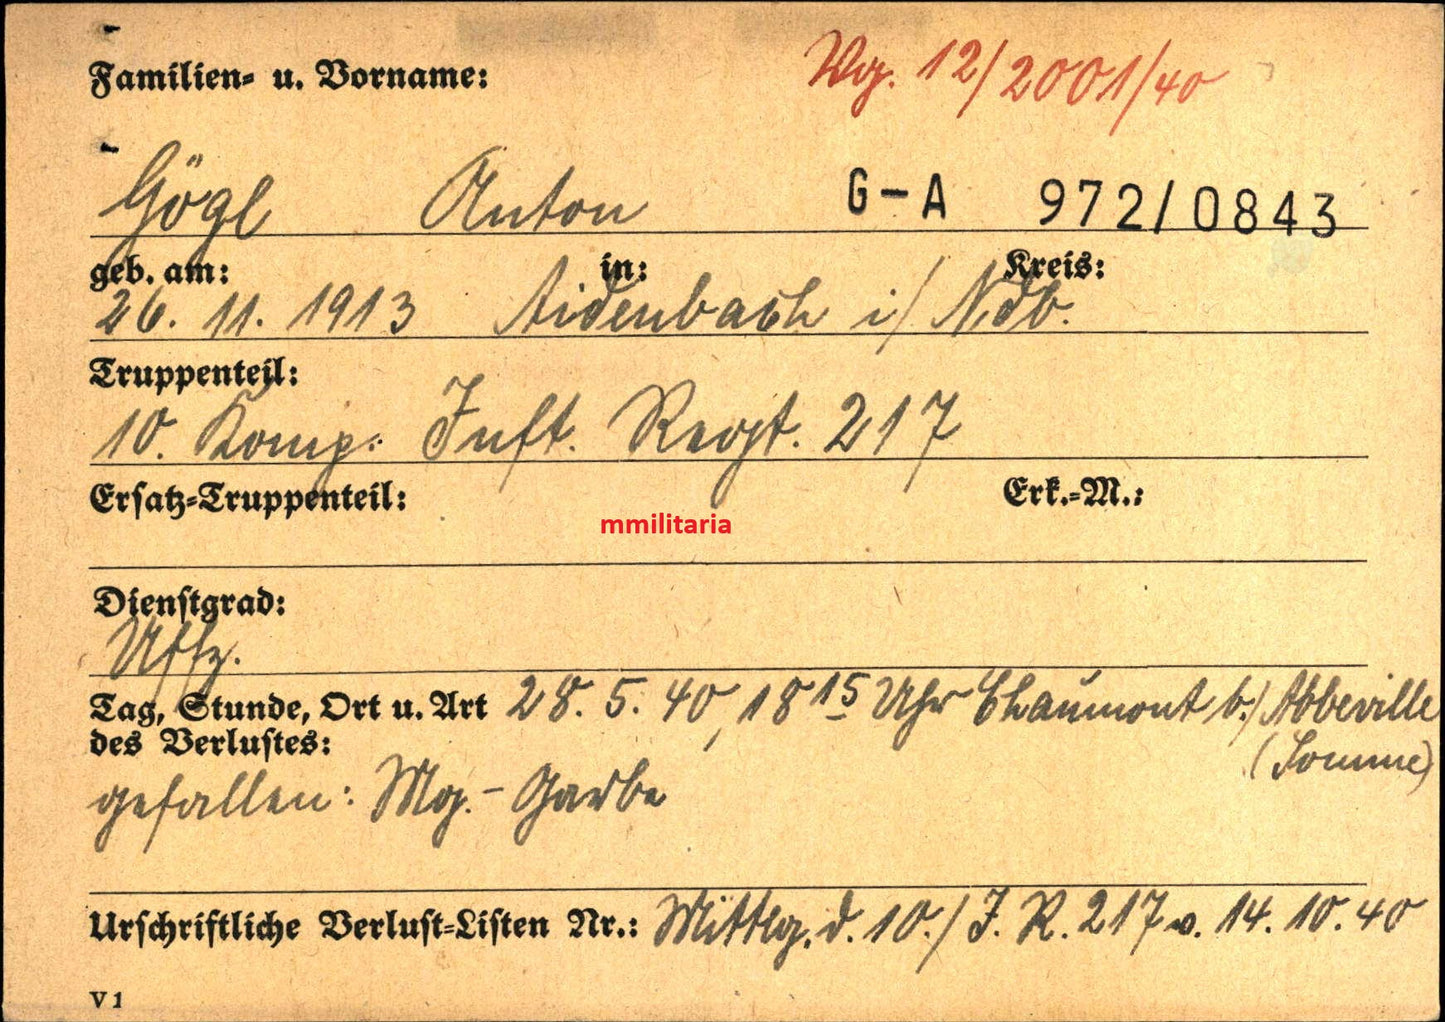 Familien- u. Vorname:
Wg. 12/2001/40
Gögl Anton G-A 972/0843
geb. am: in: Kreis:
26. 11. 1913 Aidenbach i/ Ndb.
Truppenteil:
10. Komp. Inft. Regt. 217
Ersatz-Truppenteil: Erk.-M.:
mmilitaria
Dienstgrad:
Uffz.
Tag, Stunde, Ort u. Art 28. 5. 40, 18 15 Uhr Chaumont b./ Abbeville
des Verlustes: (Somme)
gefallen: Mg.- Garbe
Urschriftliche Verlust-Listen Nr.: Mittlg. d. 10./ J. R. 217 v. 14. 10. 40
V 1